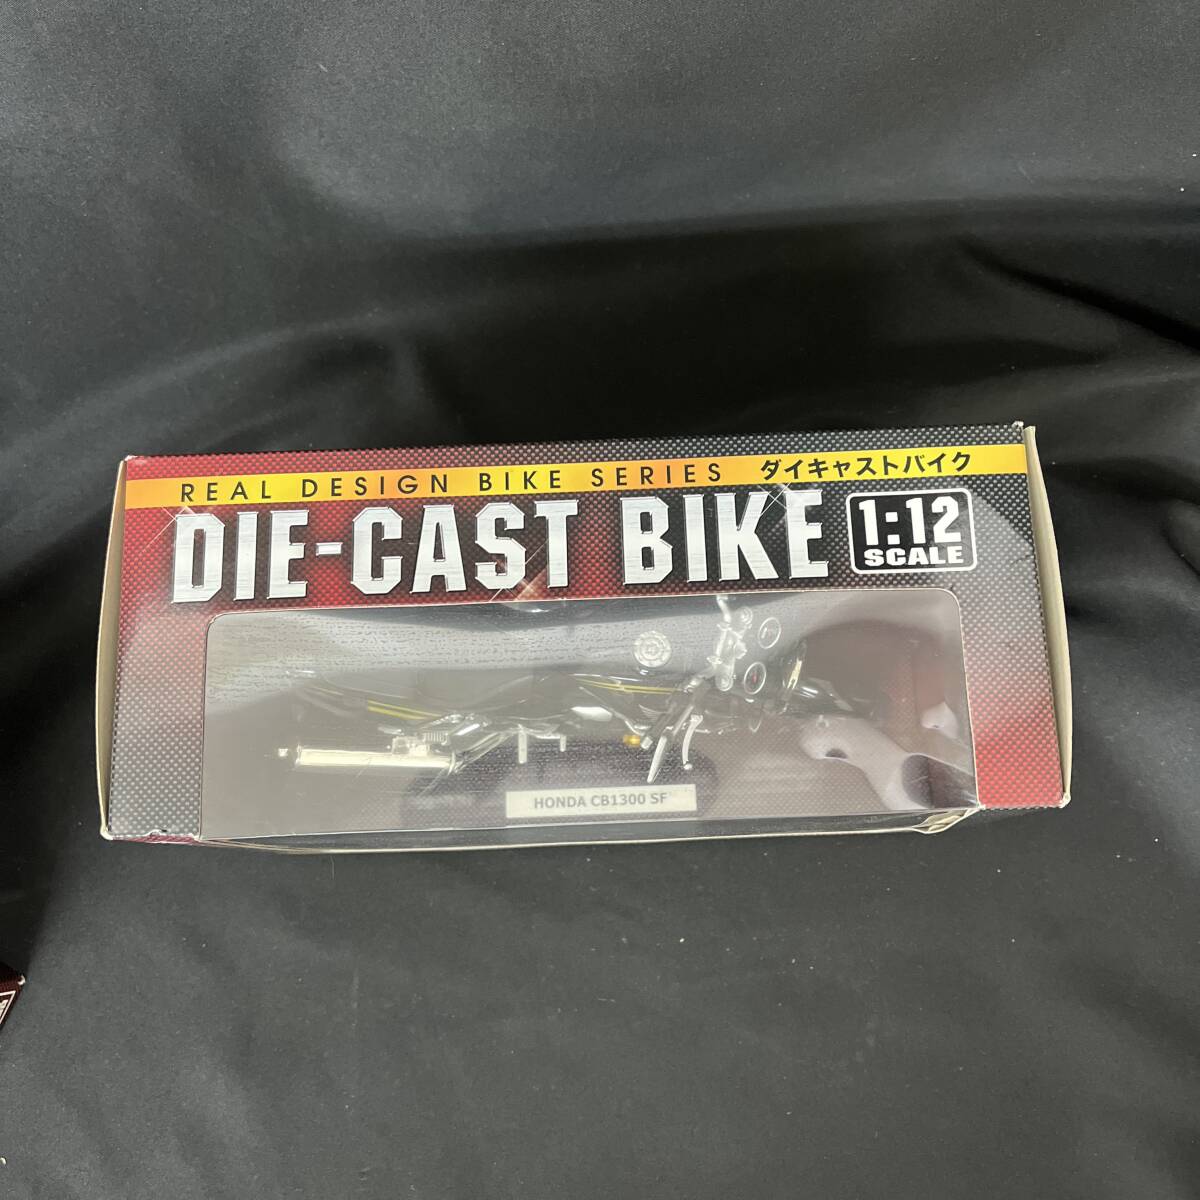 REAL DESIGN BIKE SERIES ダイキャストバイク
DIE-CAST BIKE
1:12
SCALE
HONDA CB1300 SF